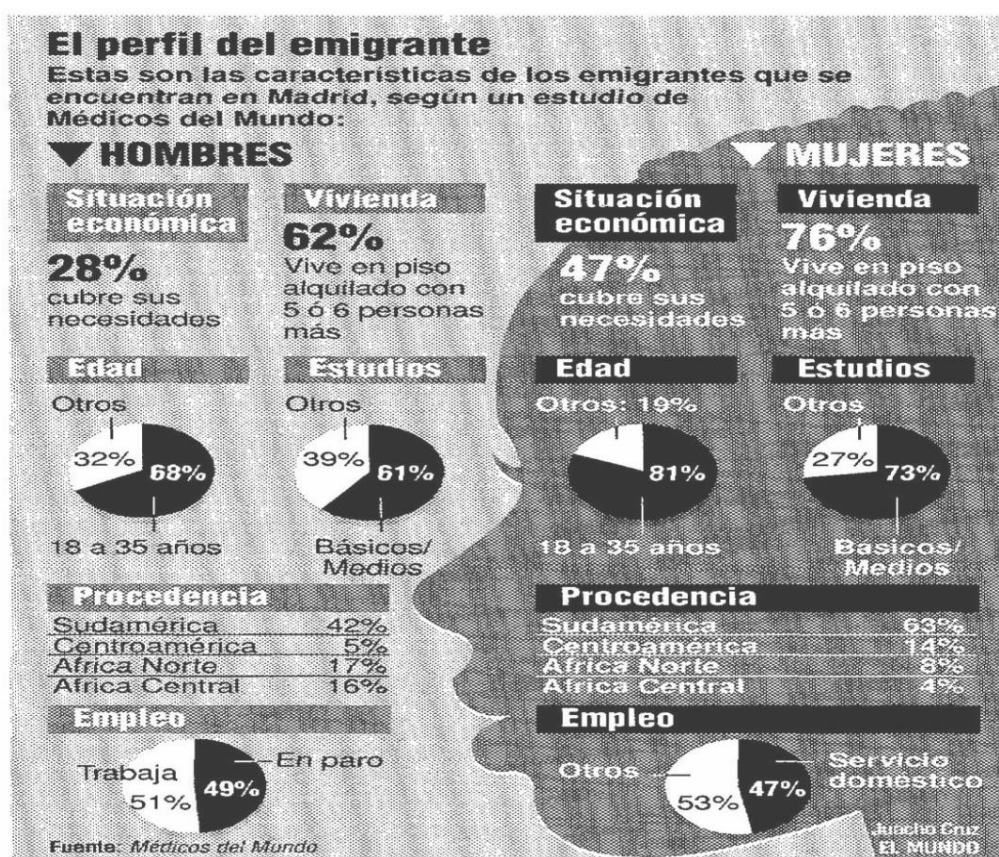 El perfil del emigrante
Estas son las características de los emigrantes que se
encuentran en Madrid, según un estudio de
Médicos del Mundo:
HOMBRES
Situación
económica
28%
cubre sus
necesidades
Vivienda
62%
Vive en piso
alquilado con
5 ó 6 personas
más
Edad
Otros
32%
68%
18 a 35 años
Estudios
Otros
39%
61%
Básicos/
Medios
Procedencia
Sudamérica 42%
Centroamérica 5%
Africa Norte 17%
Africa Central 16%
Empleo
Trabaja
51%
49%
En paro
Fuente: Médicos del Mundo
MUJERES
Situación
económica
47%
cubre sus
necesidades
Vivienda
76%
Vive en piso
alquilado con
5 ó 6 personas
mas
Edad
Otros: 19%
81%
18 a 35 años
Estudios
Otros
27%
73%
Basicos/
Medios
Procedencia
Sudamérica 63%
Centroamérica 14%
Africa Norte 8%
Africa Central 4%
Empleo
Otros
53%
47%
Servicio
doméstico
Juancho Cruz
EL MUNDO